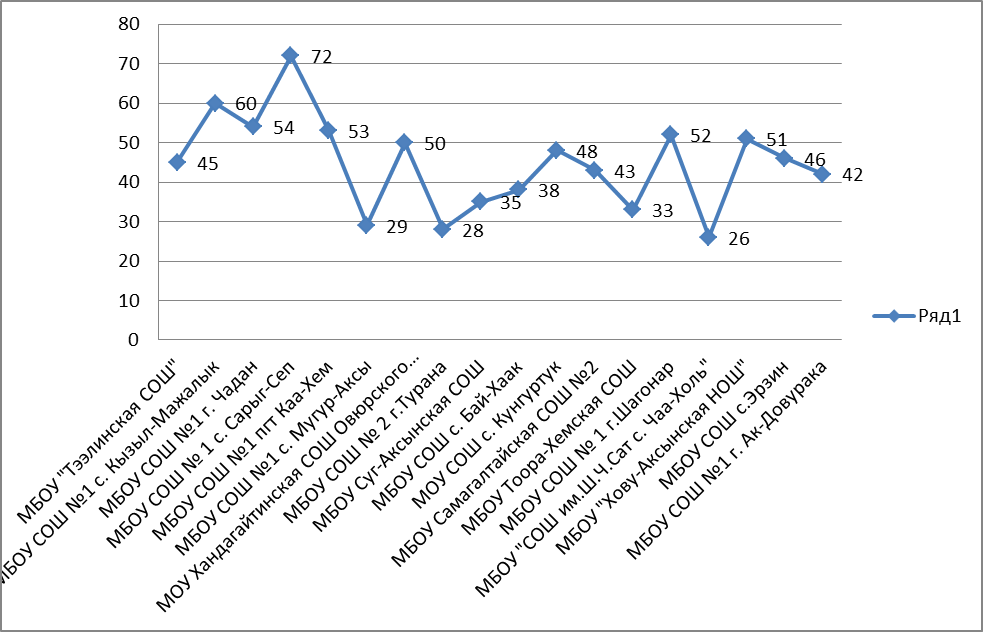 80
70
60
50
40
30
20
10
0
45
60
54
72
53
29
50
28
35
38
48
43
33
52
26
51
46
42
Ряд1
МБОУ "Тээлинская СОШ"
МБОУ СОШ №1 с. Кызыл-Мажалык
МБОУ СОШ №1 г. Чадан
МБОУ СОШ № 1 с. Сарыг-Сеп
МБОУ СОШ №1 пгт Каа-Хем
МБОУ СОШ №1 с. Мугур-Аксы
МОУ Хандагайтинская СОШ Овюрского...
МБОУ СОШ № 2 г.Турана
МОУ Суг-Аксынская СОШ
МБОУ СОШ с. Бай-Хаак
МОУ СОШ с. Кунгуртук
МБОУ Самагалтайская СОШ №2
МБОУ Тоора-Хемская СОШ
МБОУ СОШ № 1 г.Шагонар
МБОУ "СОШ им.Ш.Ч.Сат с. Чаа-Холь"
МБОУ "Хову-Аксынская НОШ"
МБОУ СОШ с.Эрзин
МБОУ СОШ №1 г. Ак-Довурака